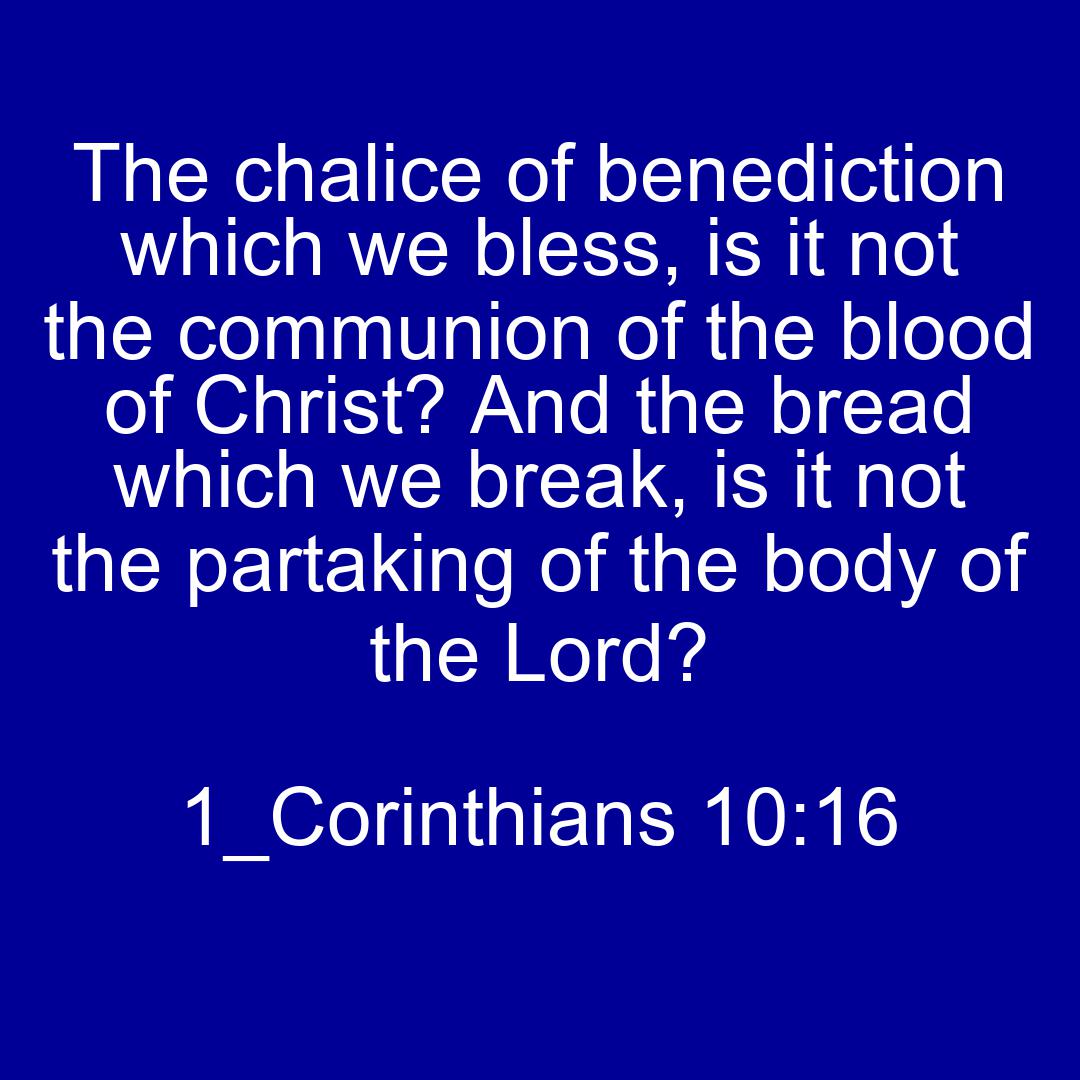 The chalice of benediction
which we bless, is it not
the communion of the blood
of Christ? And the bread
which we break, is it not
the partaking of the body of
the Lord?
1_Corinthians 10:16